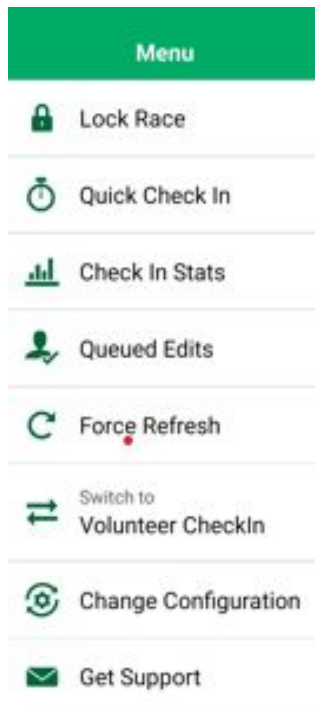 Menu
Lock Race
Quick Check In
Check In Stats
Queued Edits
Force Refresh
Switch to
Volunteer CheckIn
Change Configuration
Get Support